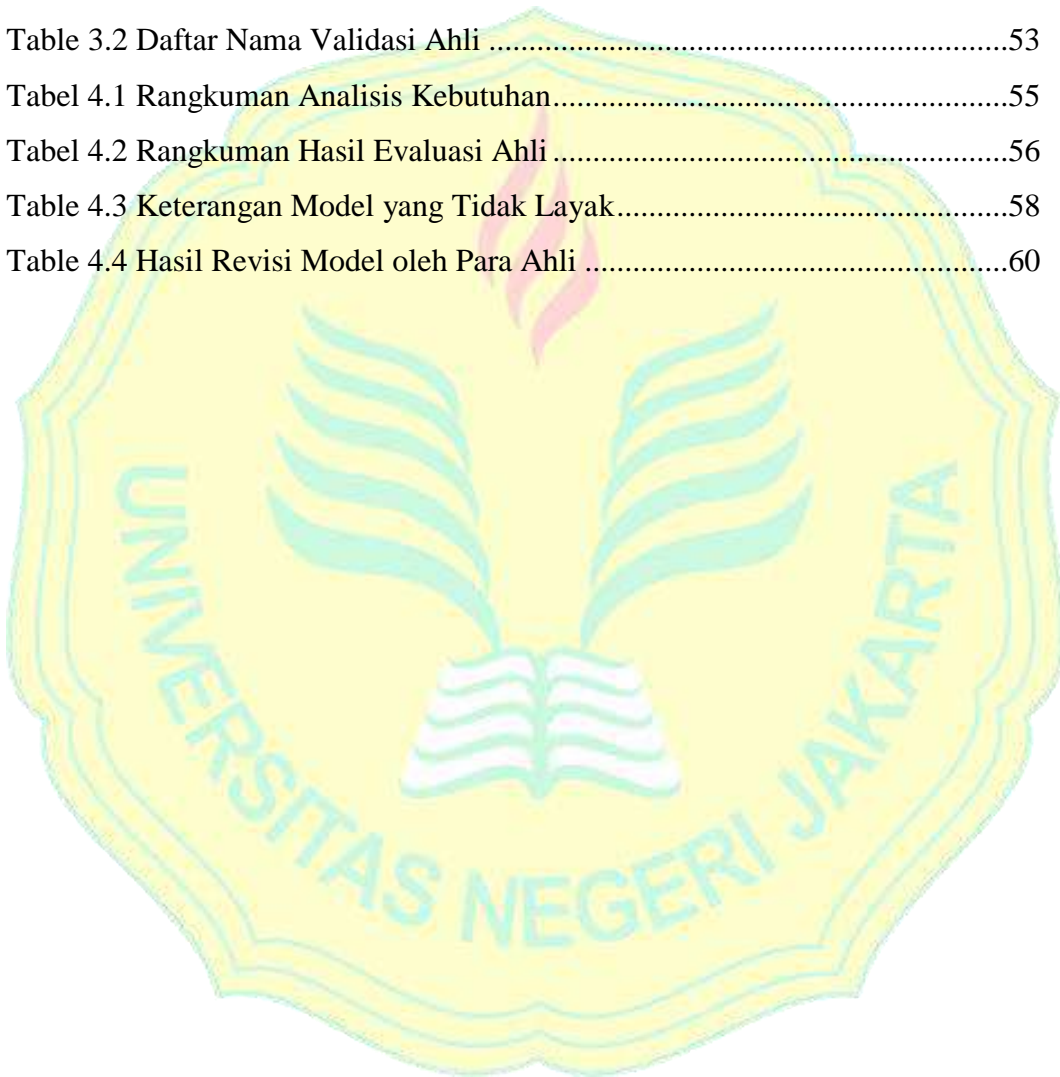 Table 3.2 Daftar Nama Validasi Ahli ................................................................53
Tabel 4.1 Rangkuman Analisis Kebutuhan........................................................55
Tabel 4.2 Rangkuman Hasil Evaluasi Ahli ........................................................56
Table 4.3 Keterangan Model yang Tidak Layak................................................58
Table 4.4 Hasil Revisi Model oleh Para Ahli ....................................................60
UNIVERSITAS NEGERI JAKARTA